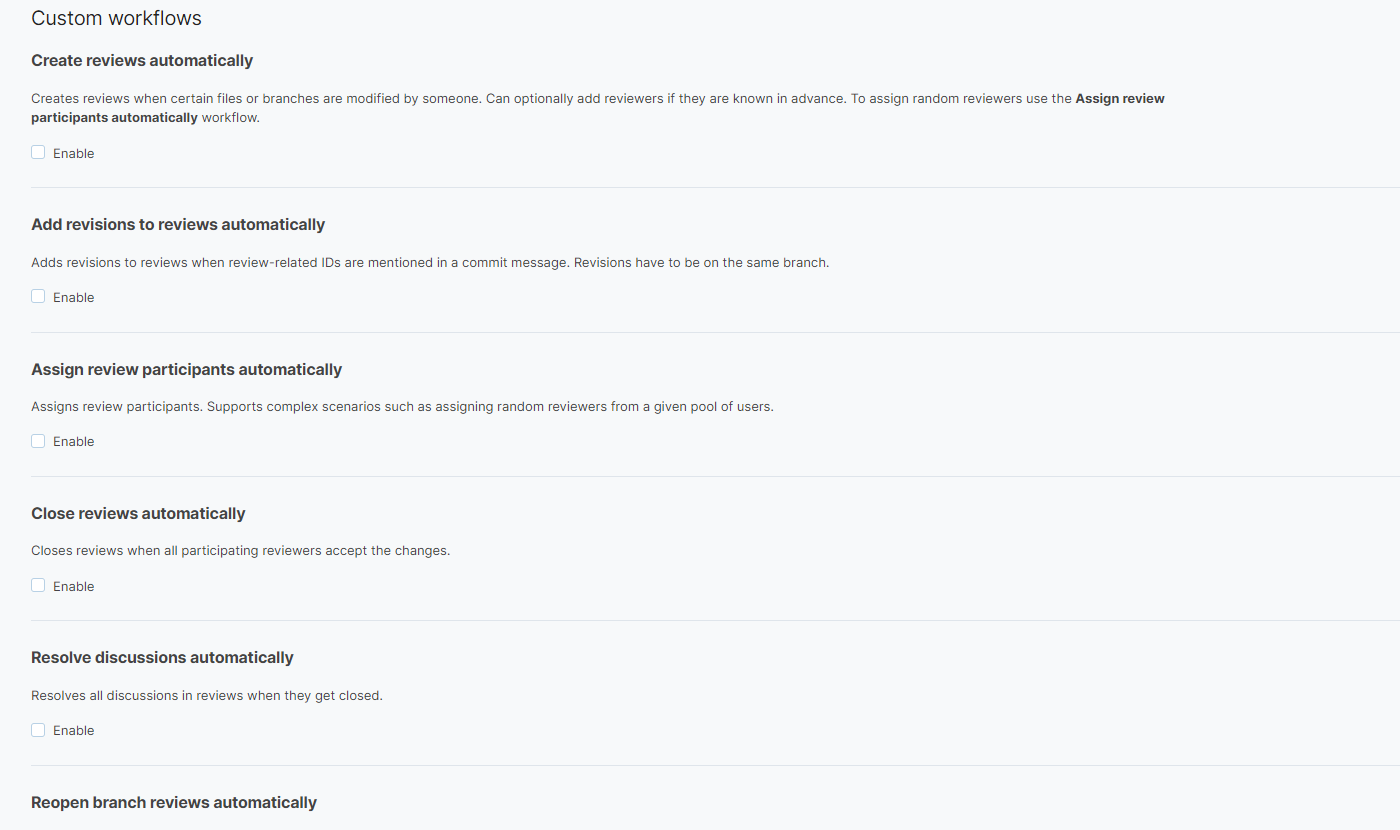 Custom workflows
Create reviews automatically
Creates reviews when certain files or branches are modified by someone. Can optionally add reviewers if they are known in advance. To assign random reviewers use the Assign review
participants automatically workflow.
Enable
Add revisions to reviews automatically
Adds revisions to reviews when review-related IDs are mentioned in a commit message. Revisions have to be on the same branch.
Enable
Assign review participants automatically
Assigns review participants. Supports complex scenarios such as assigning random reviewers from a given pool of users.
Enable
Close reviews automatically
Closes reviews when all participating reviewers accept the changes.
Enable
Resolve discussions automatically
Resolves all discussions in reviews when they get closed.
Enable
Reopen branch reviews automatically